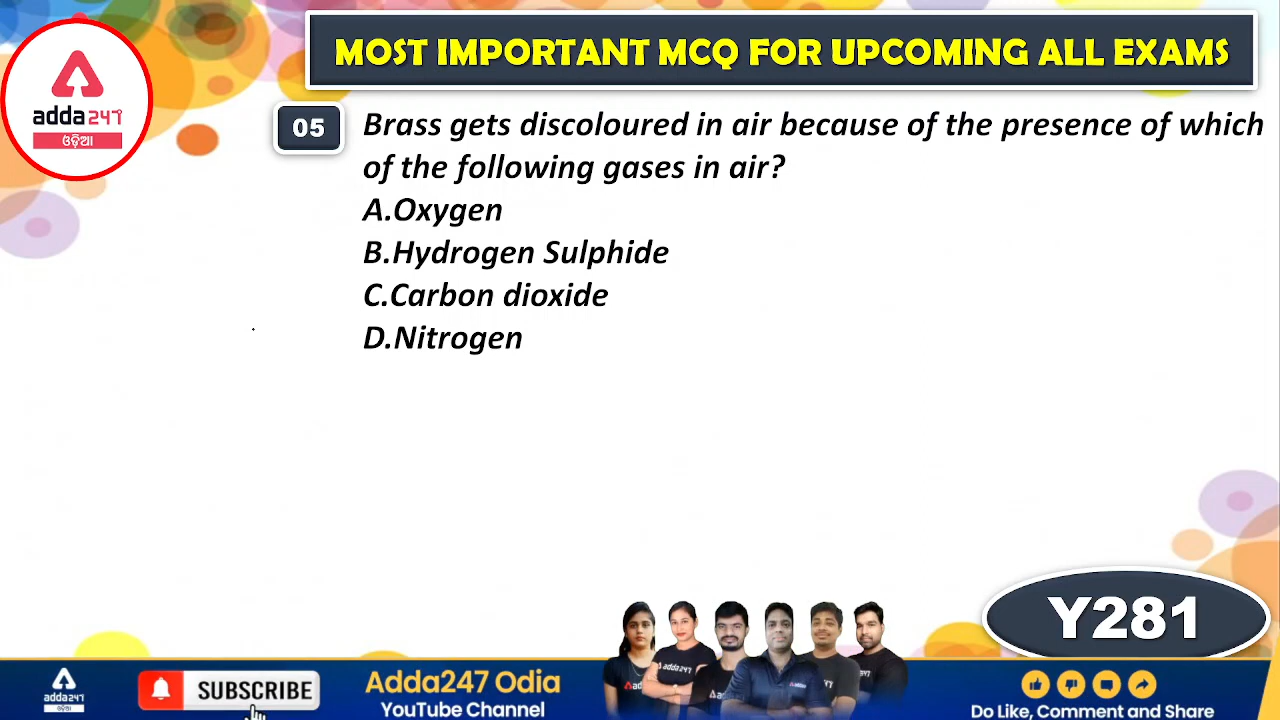 MOST IMPORTANT MCQ FOR UPCOMING ALL EXAMS
adda247
ଓଡ଼ିଆ
05
Brass gets discoloured in air because of the presence of which
of the following gases in air?
A.Oxygen
B.Hydrogen Sulphide
C.Carbon dioxide
D.Nitrogen
Y281
adda247
adda247
ଓଡ଼ିଆ
SUBSCRIBE
Adda247 Odia
YouTube Channel
Do Like, Comment and Share